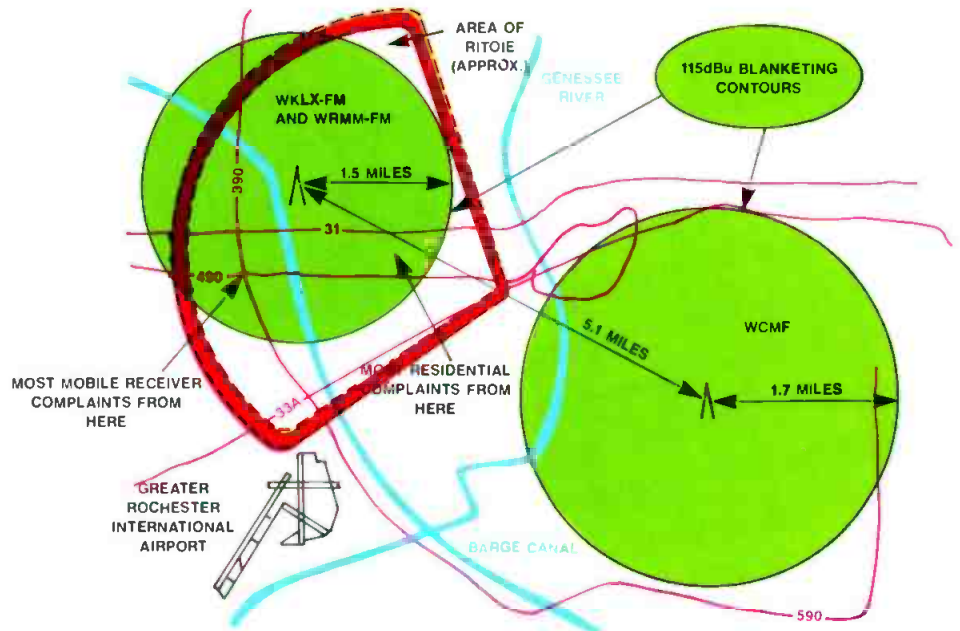 AREA OF
RITOIE
(APPROX.)
GENESSEE
RIVER
115dBu BLANKETING
CONTOURS
WKLX-FM
AND WRMM-FM
1.5 MILES
390
31
490
5.1 MILES
WCMF
1.7 MILES
MOST MOBILE RECEIVER
COMPLAINTS FROM
HERE
MOST RESIDENTIAL
COMPLAINTS FROM
HERE
33A
GREATER
ROCHESTER
INTERNATIONAL
AIRPORT
BARGE CANAL
590